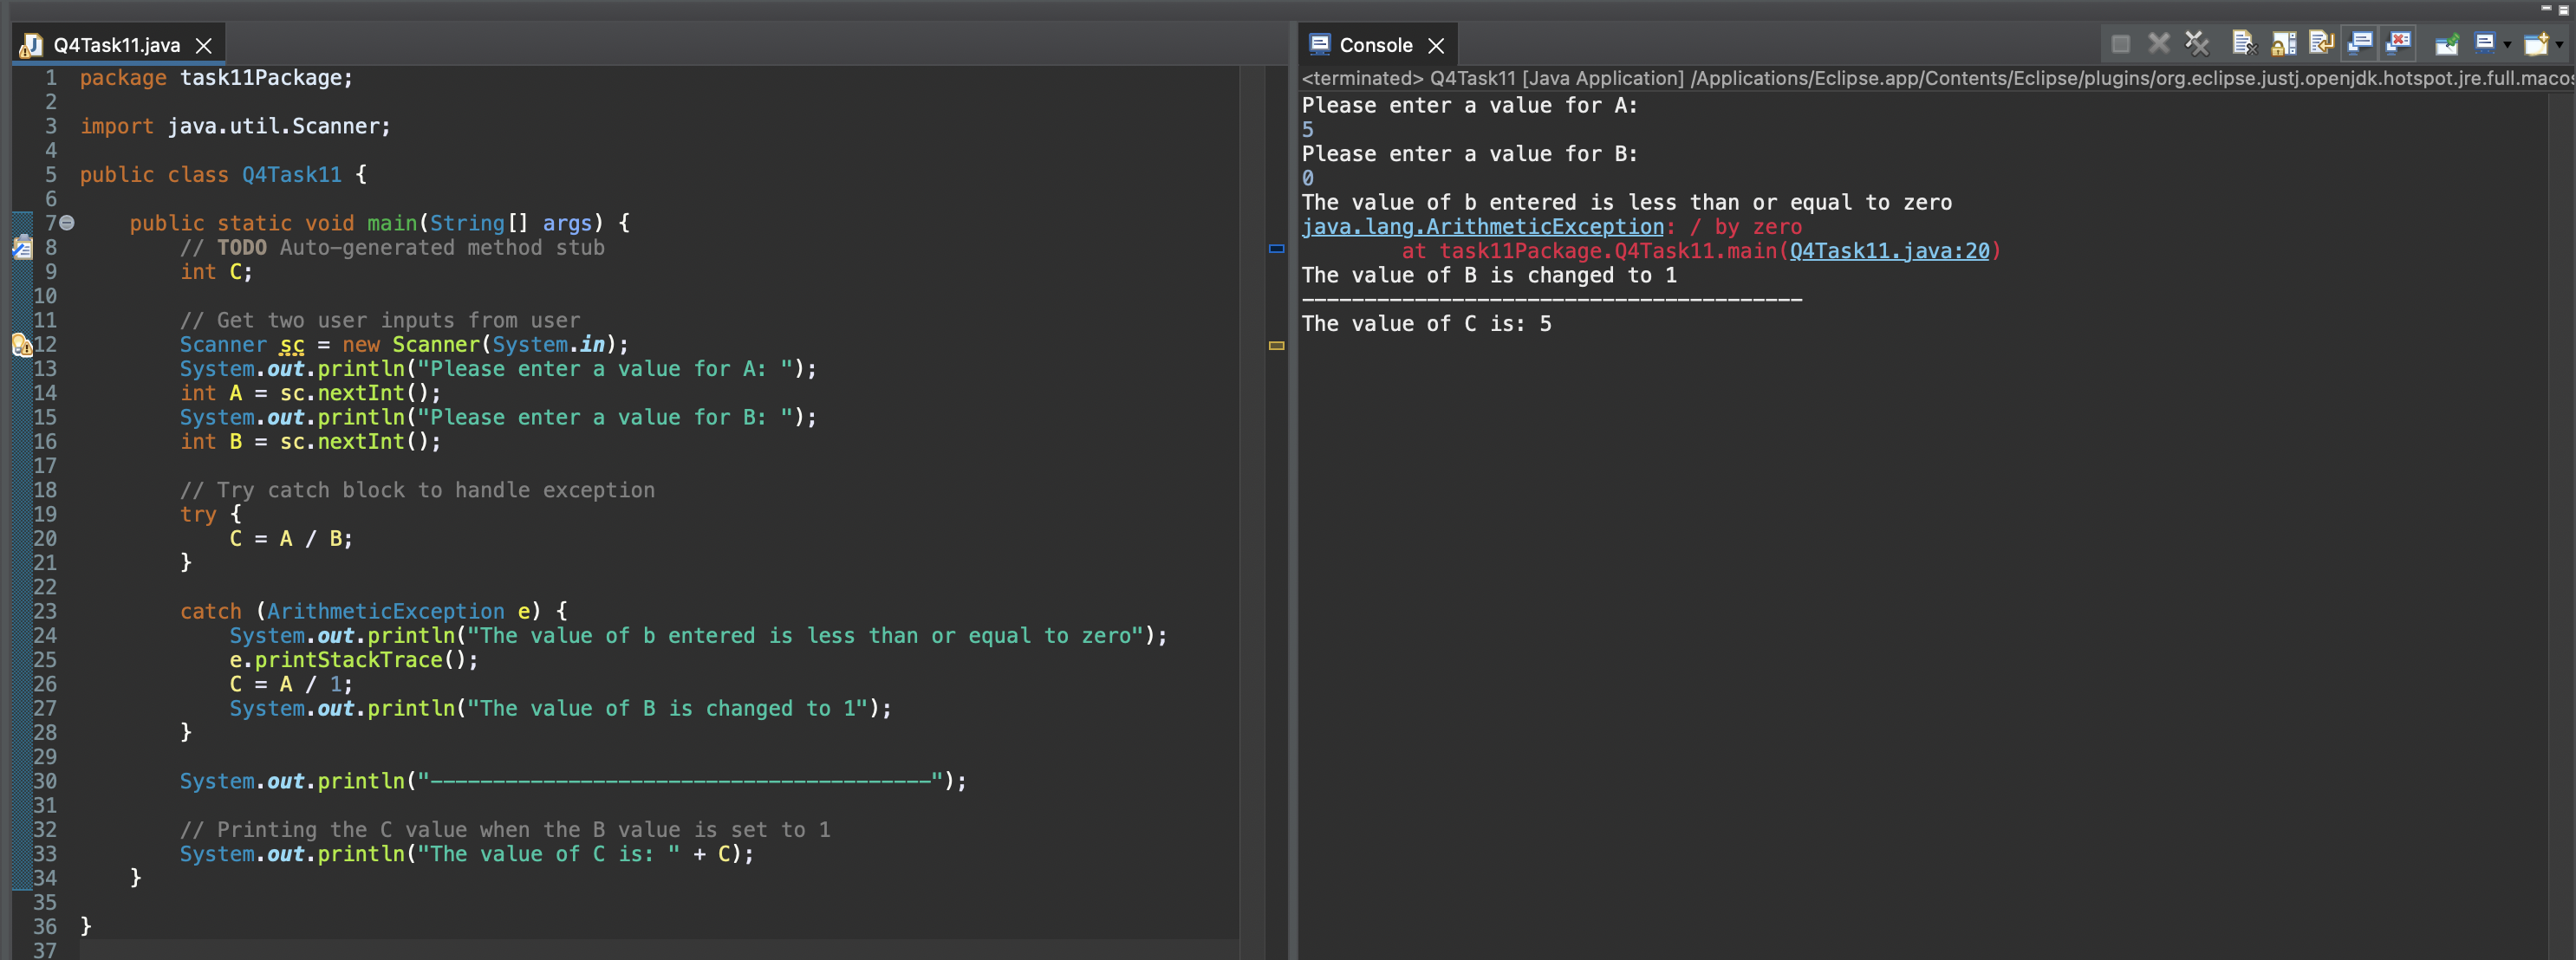 Q4Task11.java
1 package task11Package;
2
3 import java.util.Scanner;
4
5 public class Q4Task11 {
6
7     public static void main(String[] args) {
8         // TODO Auto-generated method stub
9         int C;
10
11         // Get two user inputs from user
12         Scanner sc = new Scanner(System.in);
13         System.out.println("Please enter a value for A: ");
14         int A = sc.nextInt();
15         System.out.println("Please enter a value for B: ");
16         int B = sc.nextInt();
17
18         // Try catch block to handle exception
19         try {
20             C = A / B;
21         }
22
23         catch (ArithmeticException e) {
24             System.out.println("The value of b entered is less than or equal to zero");
25             e.printStackTrace();
26             C = A / 1;
27             System.out.println("The value of B is changed to 1");
28         }
29
30         System.out.println("----------------------------------------");
31
32         // Printing the C value when the B value is set to 1
33         System.out.println("The value of C is: " + C);
34     }
35
36 }
37
Console
<terminated> Q4Task11 [Java Application] /Applications/Eclipse.app/Contents/Eclipse/plugins/org.eclipse.justj.openjdk.hotspot.jre.full.macos
Please enter a value for A:
5
Please enter a value for B:
0
The value of b entered is less than or equal to zero
java.lang.ArithmeticException: / by zero
        at task11Package.Q4Task11.main(Q4Task11.java:20)
The value of B is changed to 1
----------------------------------------
The value of C is: 5